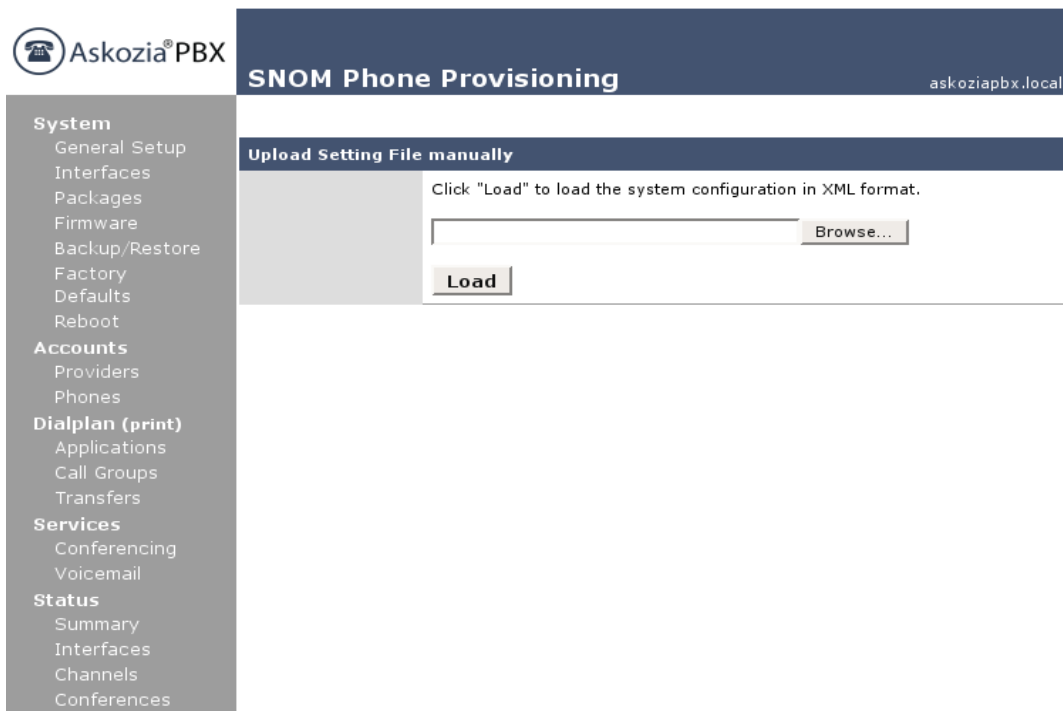 Askozia®PBX
SNOM Phone Provisioning
askoziapbx.local
System
General Setup
Interfaces
Packages
Firmware
Backup/Restore
Factory
Defaults
Reboot
Accounts
Providers
Phones
Dialplan (print)
Applications
Call Groups
Transfers
Services
Conferencing
Voicemail
Status
Summary
Interfaces
Channels
Conferences
Upload Setting File manually
Click "Load" to load the system configuration in XML format.
Browse...
Load